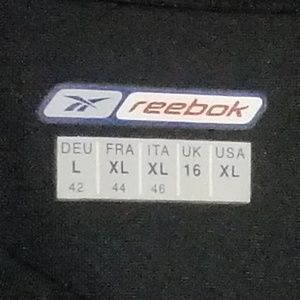 reebok
DEU FRA ITA UK USA
L XL XL 16 XL
42 44 46